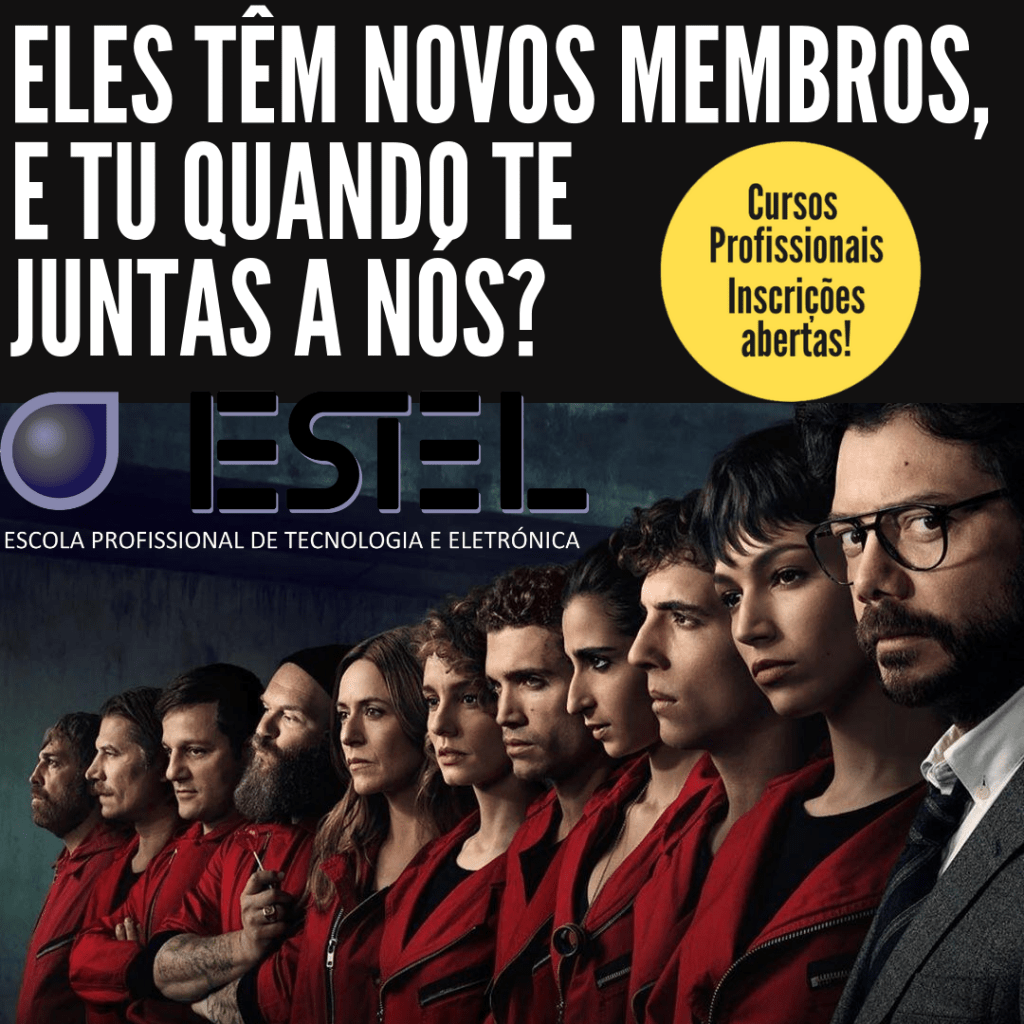 ELES TÊM NOVOS MEMBROS,
E TU QUANDO TE
JUNTAS A NÓS?
Cursos
Profissionais
Inscrições
abertas!
ESTEL
ESCOLA PROFISSIONAL DE TECNOLOGIA E ELETRÓNICA